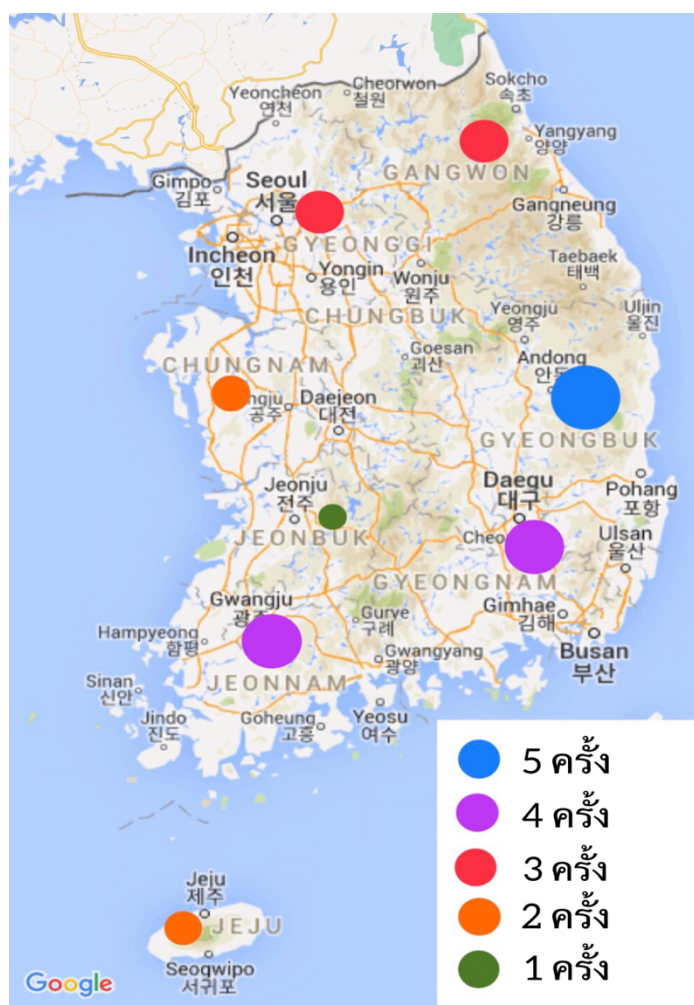 Cheorwon
철원
Sokcho
속초
Yeoncheon
연천
Yangyang
양양
GANGWON
Gimpo
김포
Seoul
서울
Gangneung
강릉
GYEONGGI
Incheon
인천
Yongin
용인
Wonju
원주
Taebaek
태백
CHUNGBUK
Yeongju
영주
Uljin
울진
Goesan
괴산
Andong
안동
CHUNGNAM
ngju
공주
Daejeon
대전
GYEONGBUK
Jeonju
전주
Daegu
대구
Pohang
포항
JEONBUK
Cheo
Ulsan
울산
GYEONGNAM
Gwangju
광주
Gurye
구례
Gimhae
김해
Hampyeong
함평
Busan
부산
Gwangyang
광양
JEONNAM
Sinan
신안
Jindo
진도
Goheung
고흥
Yeosu
여수
5 ครั้ง
4 ครั้ง
3 ครั้ง
2 ครั้ง
1 ครั้ง
Jeju
제주
JEJU
Seogwipo
서귀포
Google